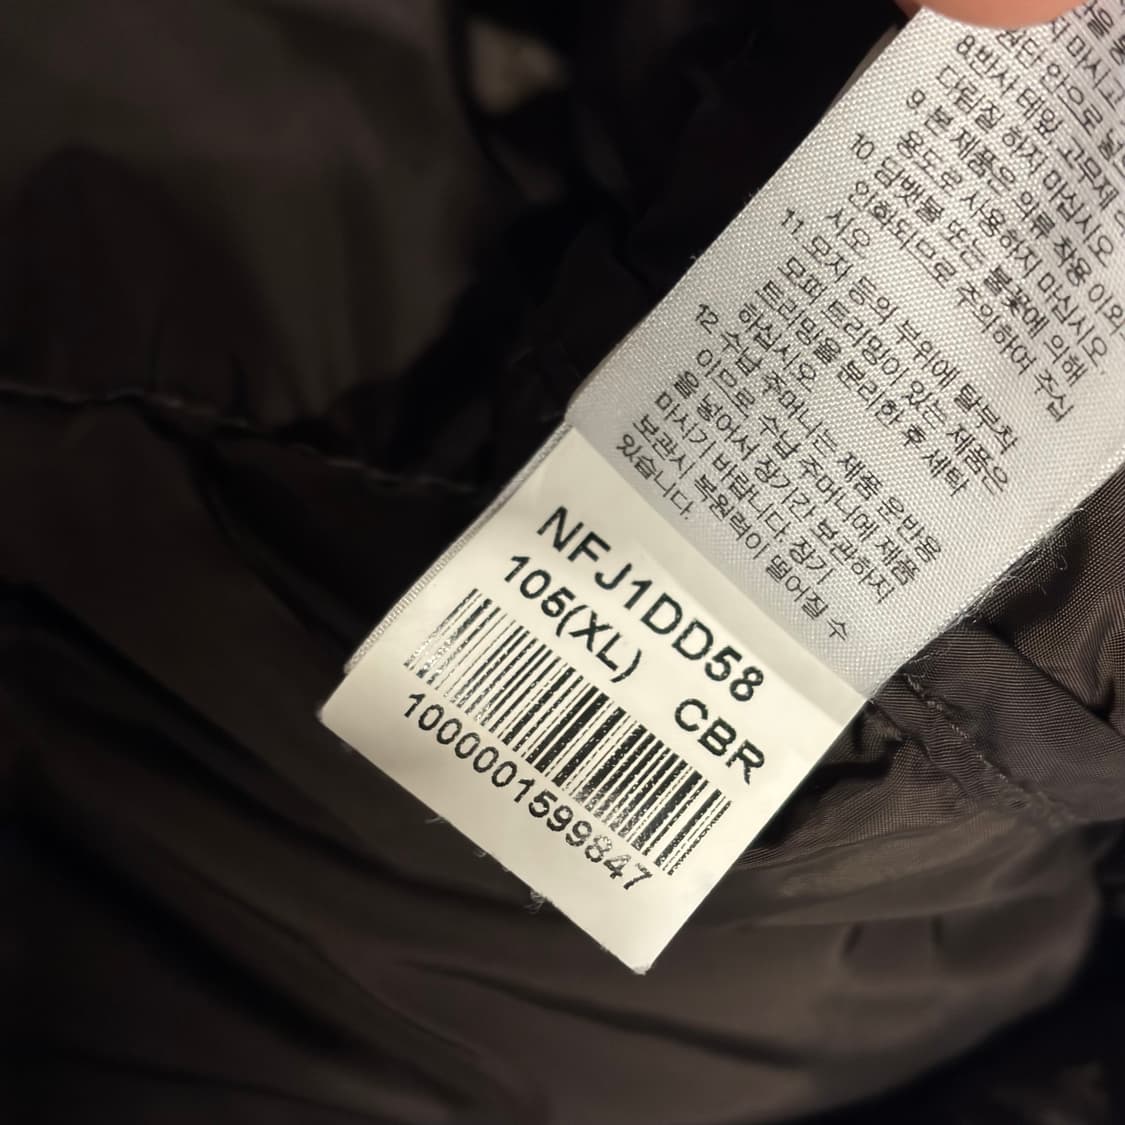 지 마시고
8.반사 테잎, 고무제
다림질 하지 마십시오
9. 본 제품은 의류 착용 이외
용도로 사용하지 마십시오
10. 담뱃불 또는 불꽃에 의해
인화되므로 주의하여 주십
시오
11. 모자 등의 부위에 탈부착
모피 트리밍이 있는 제품은
트리밍을 분리한 후 세탁
하십시오
12. 수납 주머니는 제품 운반용
이므로 수납 주머니에 제품
을 넣어서 장기간 보관하지
마시기 바랍니다. 장기
보관시 복원력이 떨어질 수
있습니다.
NFJ1DD58
105(XL) CBR
1000001599847